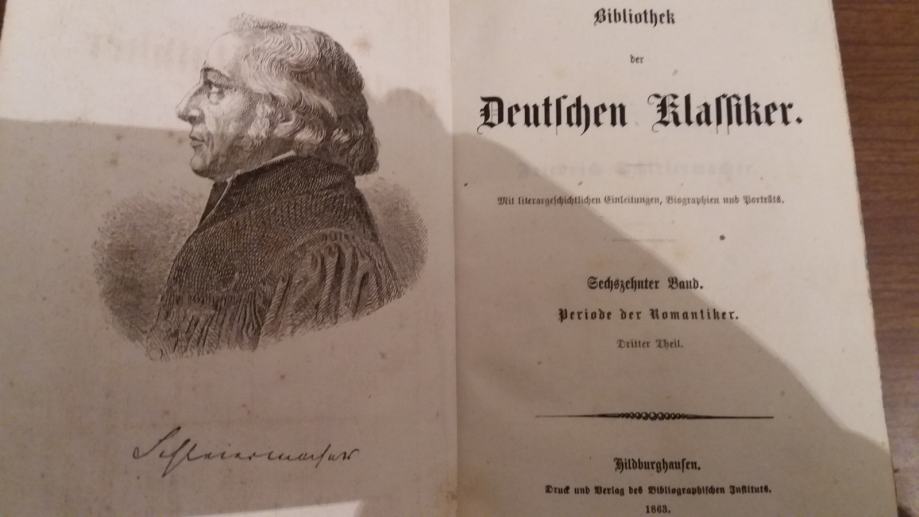 Schleiermacher
Bibliothek
der
Deutschen Klassiker.
Mit literargeschichtlichen Einleitungen, Biographien und Porträts.
Sechszehnter Band.
Periode der Romantiker.
Dritter Theil.
Hildburghausen.
Druck und Verlag des Bibliographischen Instituts.
1863.